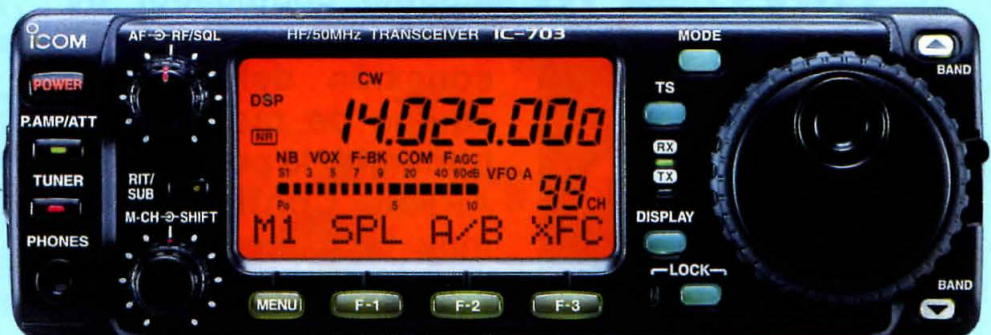 ICOM
AF RF/SQL
HF/50MHz TRANSCEIVER IC-703
MODE
BAND
POWER
CW
TS
DSP
14.025.000
P.AMP/ATT
NR
NB VOX F-BK COM FAGC
RX
S1 3 5 7 9 20 40 60dB VFO A
TX
TUNER
RIT/
SUB
99 CH
Po 5 10
M-CH SHIFT
M1 SPL A/B XFC
DISPLAY
PHONES
LOCK
MENU F-1 F-2 F-3
BAND